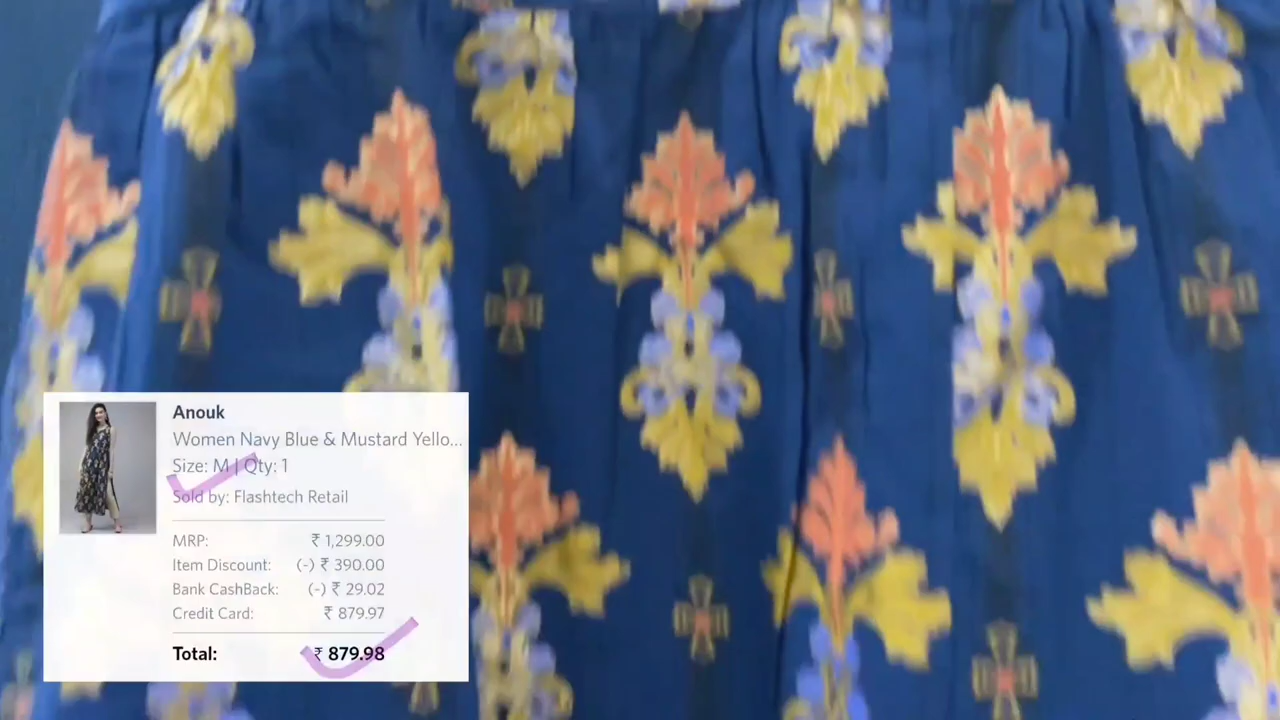 Anouk
Women Navy Blue & Mustard Yello...
Size: M | Qty: 1
Sold by: Flashtech Retail
MRP: ₹ 1,299.00
Item Discount: (-) ₹ 390.00
Bank CashBack: (-) ₹ 29.02
Credit Card: ₹ 879.97
Total: ₹ 879.98